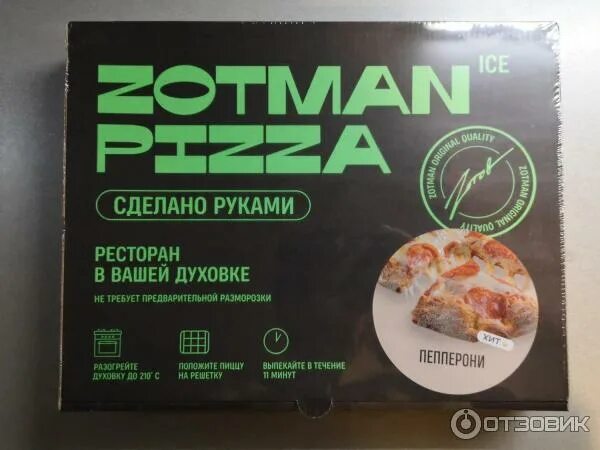 ZOTMAN ICE
PIZZA
СДЕЛАНО РУКАМИ
ZOTMAN ORIGINAL QUALITY
ZOTMAN ORIGINAL QUALITY
РЕСТОРАН
В ВАШЕЙ ДУХОВКЕ
НЕ ТРЕБУЕТ ПРЕДВАРИТЕЛЬНОЙ РАЗМОРОЗКИ
РАЗОГРЕЙТЕ
ДУХОВКУ ДО 210° С
ПОЛОЖИТЕ ПИЦЦУ
НА РЕШЕТКУ
ВЫПЕКАЙТЕ В ТЕЧЕНИЕ
11 МИНУТ
ХИТ
ПЕППЕРОНИ
ОТЗОВИК